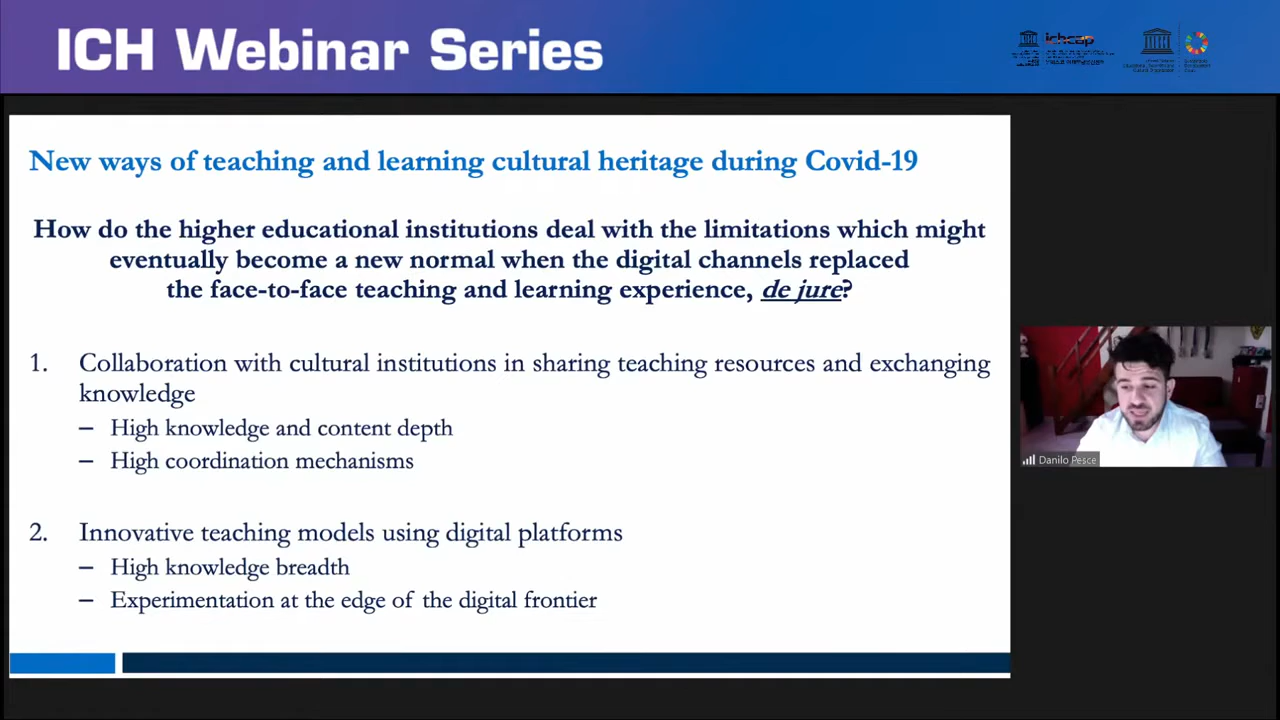 ICH Webinar Series
ichcap
New ways of teaching and learning cultural heritage during Covid-19
How do the higher educational institutions deal with the limitations which might
eventually become a new normal when the digital channels replaced
the face-to-face teaching and learning experience, de jure?
1. Collaboration with cultural institutions in sharing teaching resources and exchanging
knowledge
– High knowledge and content depth
– High coordination mechanisms
2. Innovative teaching models using digital platforms
– High knowledge breadth
– Experimentation at the edge of the digital frontier
Danilo Pesce